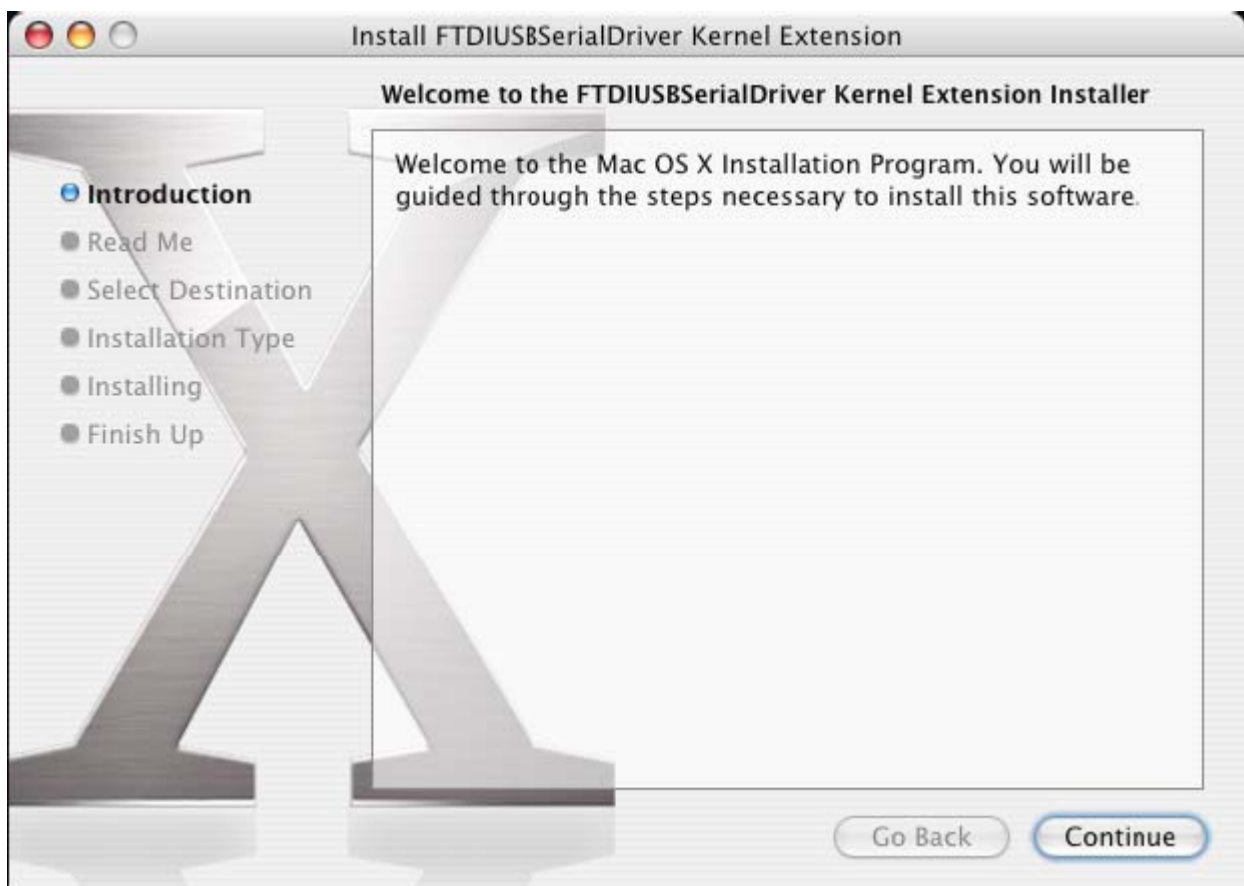 Install FTDIUSBSerialDriver Kernel Extension
Welcome to the FTDIUSBSerialDriver Kernel Extension Installer
Introduction
Read Me
Select Destination
Installation Type
Installing
Finish Up
Welcome to the Mac OS X Installation Program. You will be
guided through the steps necessary to install this software.
Go Back
Continue